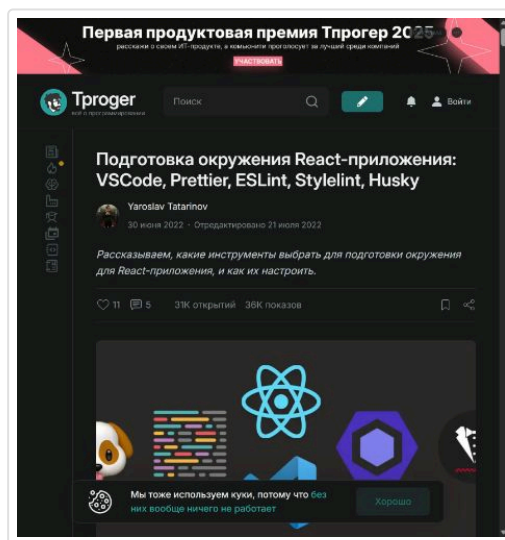 Первая продуктовая премия Тпрогер 2025
расскажи о своем ИТ-продукте, а комьюнити проголосует за лучший среди компаний
УЧАСТВОВАТЬ
Tproger
всё о программировании
Поиск
Войти
Подготовка окружения React-приложения:
VSCode, Prettier, ESLint, Stylelint, Husky
Yaroslav Tatarinov
30 июня 2022 - Отредактировано 21 июля 2022
Рассказываем, какие инструменты выбрать для подготовки окружения
для React-приложения, и как их настроить.
11 5 31K открытий 36K показов
Мы тоже используем куки, потому что без
них вообще ничего не работает
Хорошо